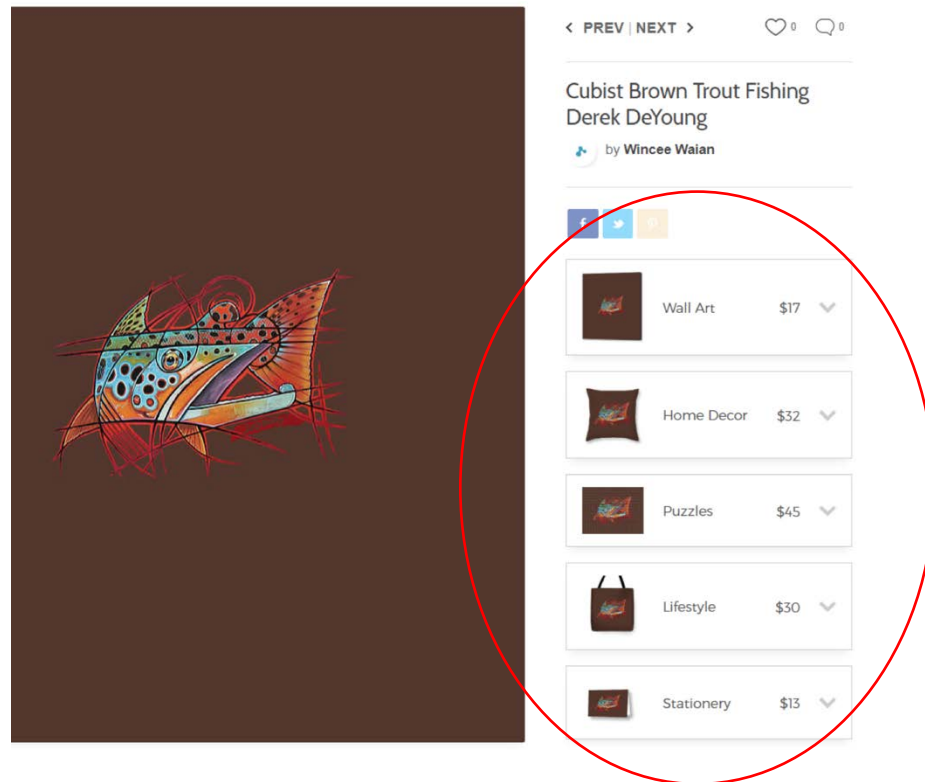 < PREV | NEXT > 0 0
Cubist Brown Trout Fishing
Derek DeYoung
by Wincee Waian
Wall Art $17
Home Decor $32
Puzzles $45
Lifestyle $30
Stationery $13